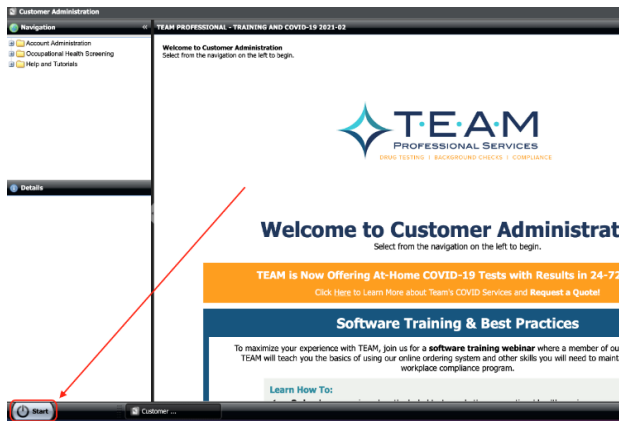 Customer Administration
Navigation «
TEAM PROFESSIONAL - TRAINING AND COVID-19 2021-02
Account Administration
Occupational Health Screening
Help and Tutorials
Welcome to Customer Administration
Select from the navigation on the left to begin.
T·E·A·M
PROFESSIONAL SERVICES
DRUG TESTING | BACKGROUND CHECKS | COMPLIANCE
Details
Welcome to Customer Administrat
Select from the navigation on the left to begin.
TEAM is Now Offering At-Home COVID-19 Tests with Results in 24-72
Click Here to Learn More about Team's COVID Services and Request a Quote!
Software Training & Best Practices
To maximize your experience with TEAM, join us for a software training webinar where a member of ou
TEAM will teach you the basics of using our online ordering system and other skills you will need to maint
workplace compliance program.
Learn How To:
Start
Customer ...